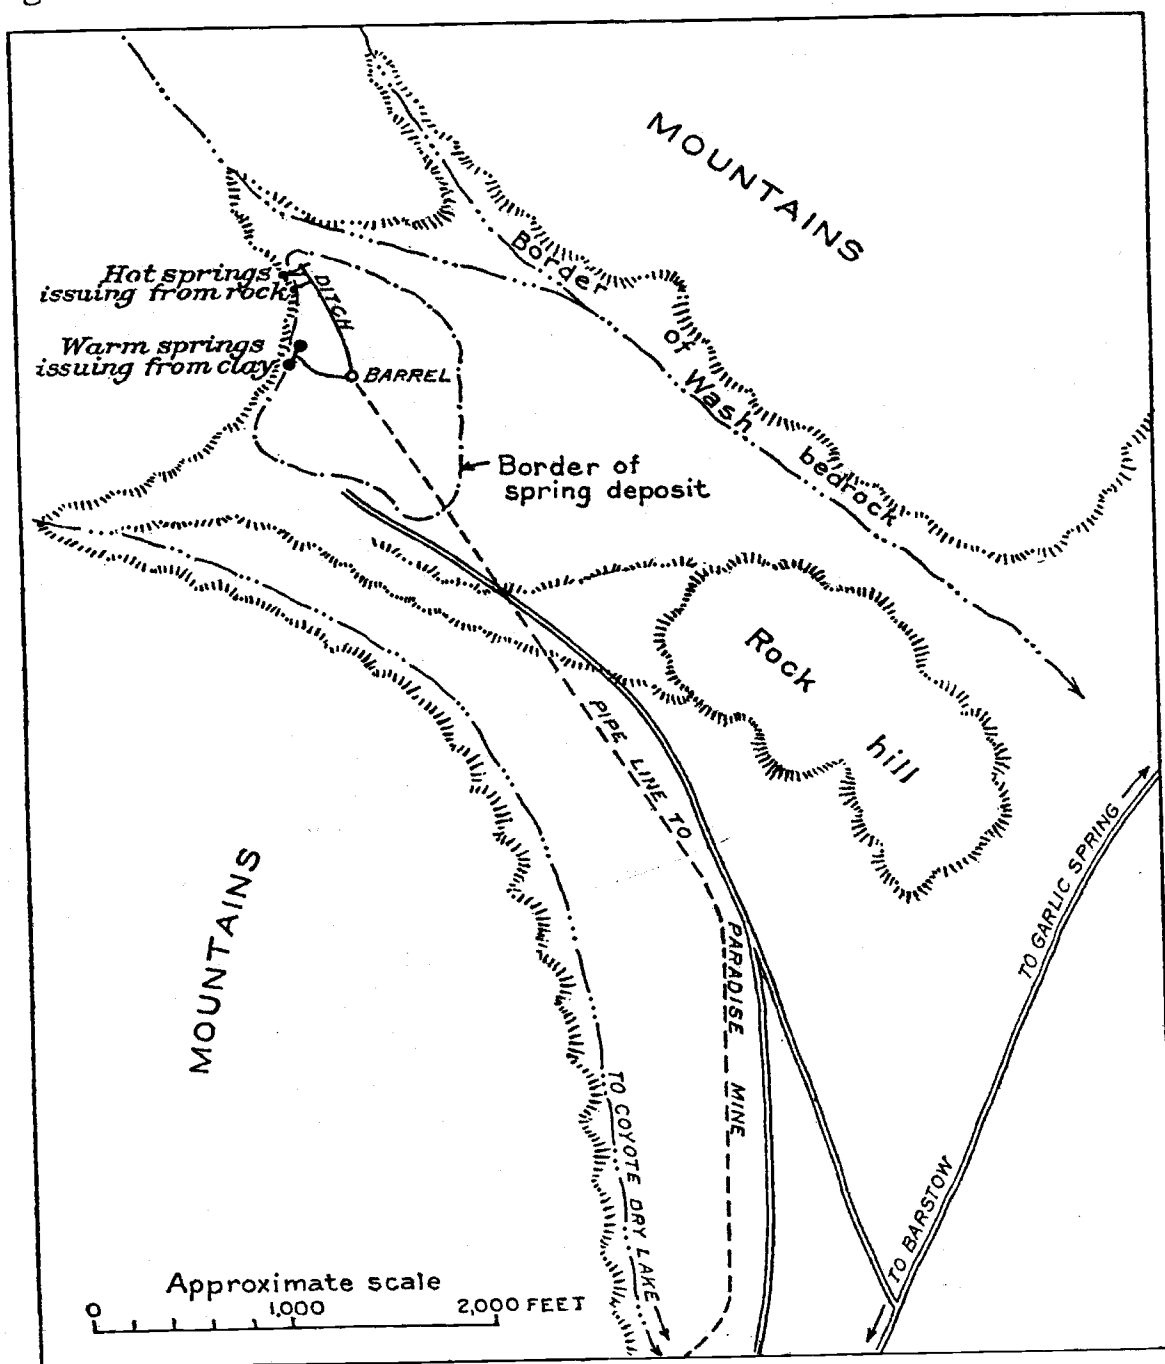 MOUNTAINS
Border
of
Wash
bedrock
Hot springs
issuing from rock
DITCH
Warm springs
issuing from clay
BARREL
Border of
spring deposit
Rock
hill
PIPE LINE TO
PARADISE MINE
MOUNTAINS
TO GARLIC SPRING
TO COYOTE DRY LAKE
TO BARSTOW
Approximate scale
0 1,000 2,000 FEET